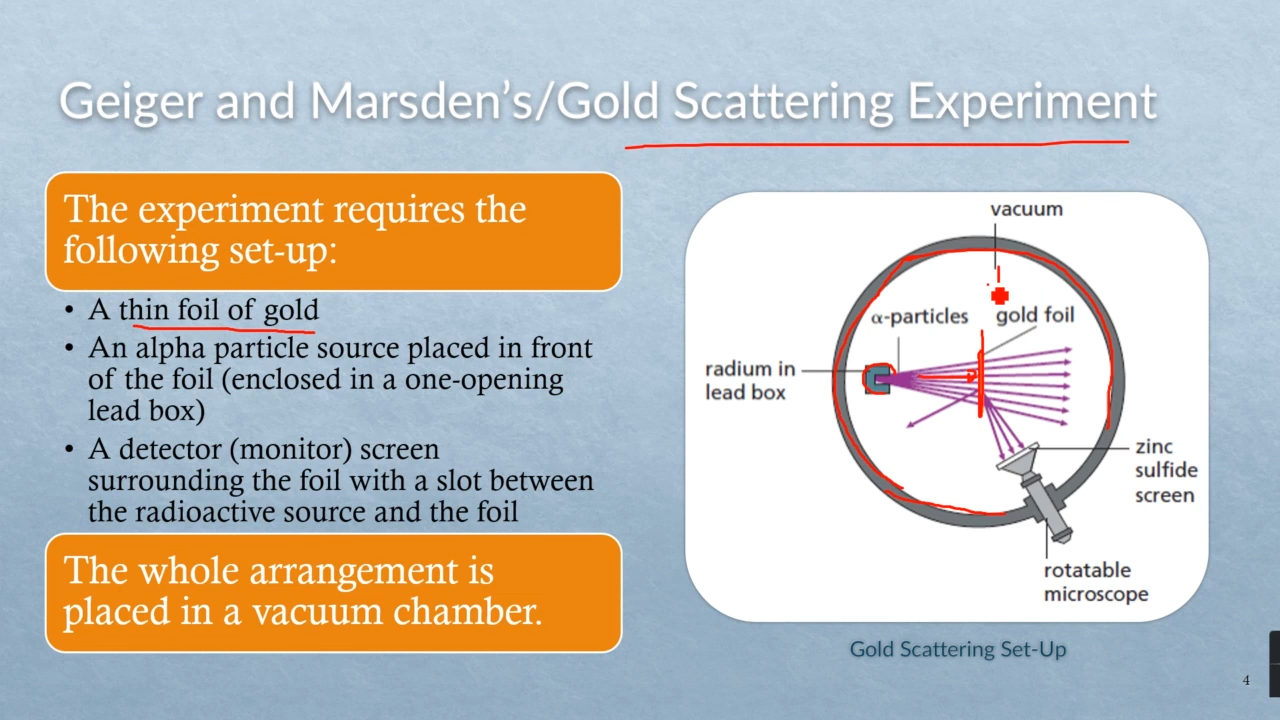 Geiger and Marsden's/Gold Scattering Experiment
The experiment requires the
following set-up:
• A thin foil of gold
• An alpha particle source placed in front
of the foil (enclosed in a one-opening
lead box)
• A detector (monitor) screen
surrounding the foil with a slot between
the radioactive source and the foil
The whole arrangement is
placed in a vacuum chamber.
vacuum
α-particles
gold foil
radium in
lead box
zinc
sulfide
screen
rotatable
microscope
Gold Scattering Set-Up
4